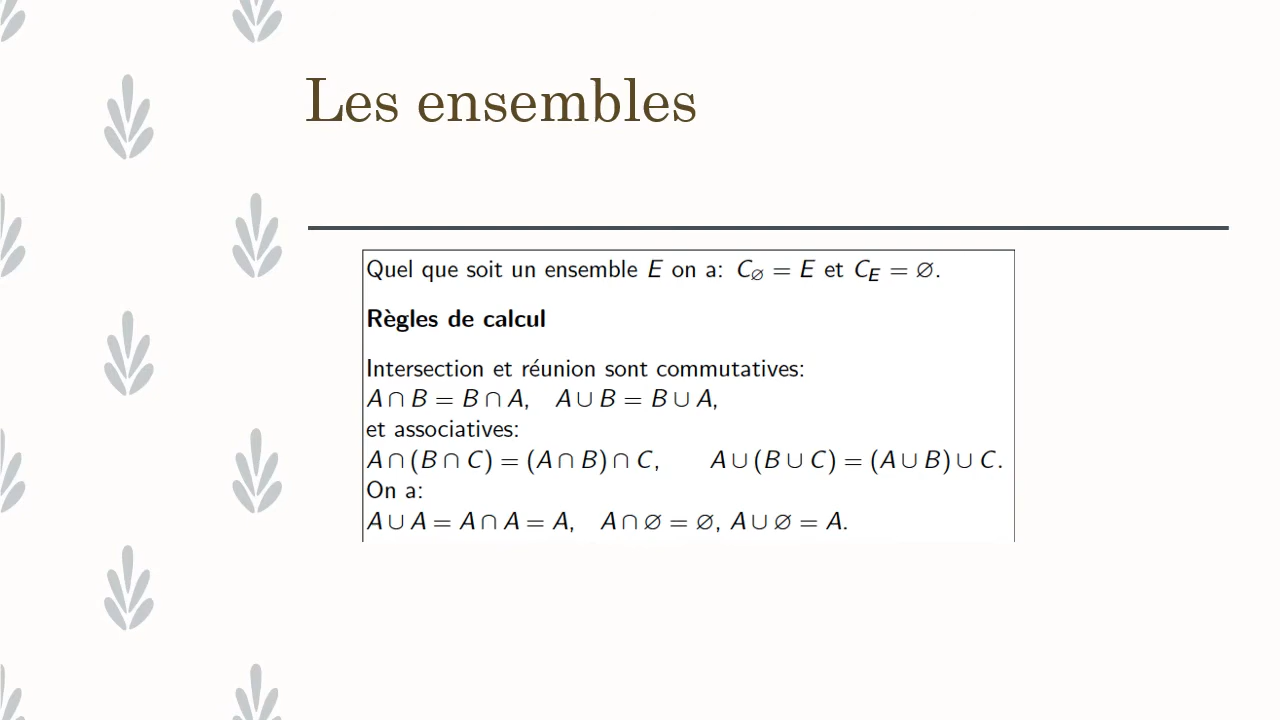 Les ensembles
Quel que soit un ensemble E on a: C∅ = E et CE = ∅.
Règles de calcul
Intersection et réunion sont commutatives:
A ∩ B = B ∩ A, A ∪ B = B ∪ A,
et associatives:
A ∩ (B ∩ C) = (A ∩ B) ∩ C, A ∪ (B ∪ C) = (A ∪ B) ∪ C.
On a:
A ∪ A = A ∩ A = A, A ∩ ∅ = ∅, A ∪ ∅ = A.